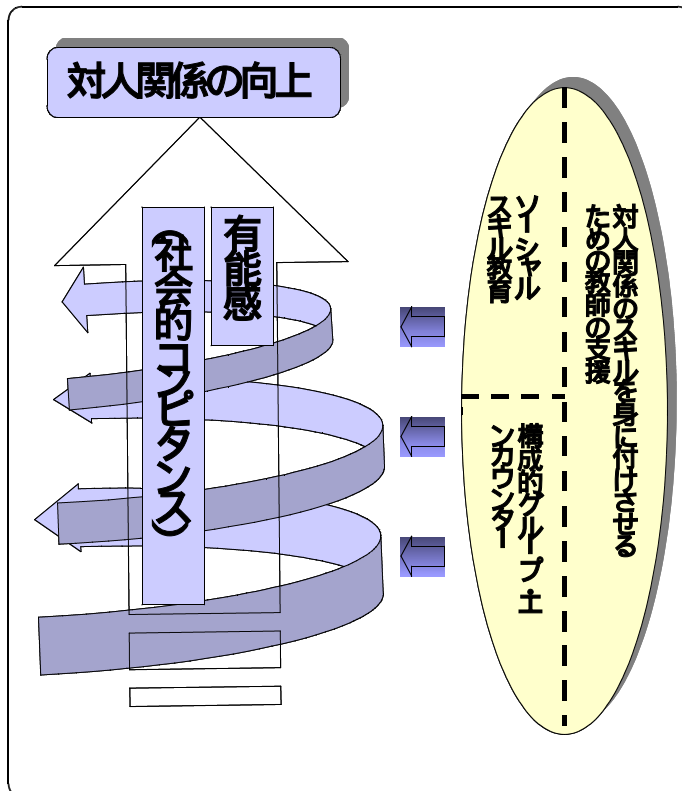 対人関係の向上
有能感
(社会的コンピタンス)
対人関係のスキルを身に付けさせる
ための教師の支援
ソーシャル
スキル教育
構成的グループ・エ
ンカウンター